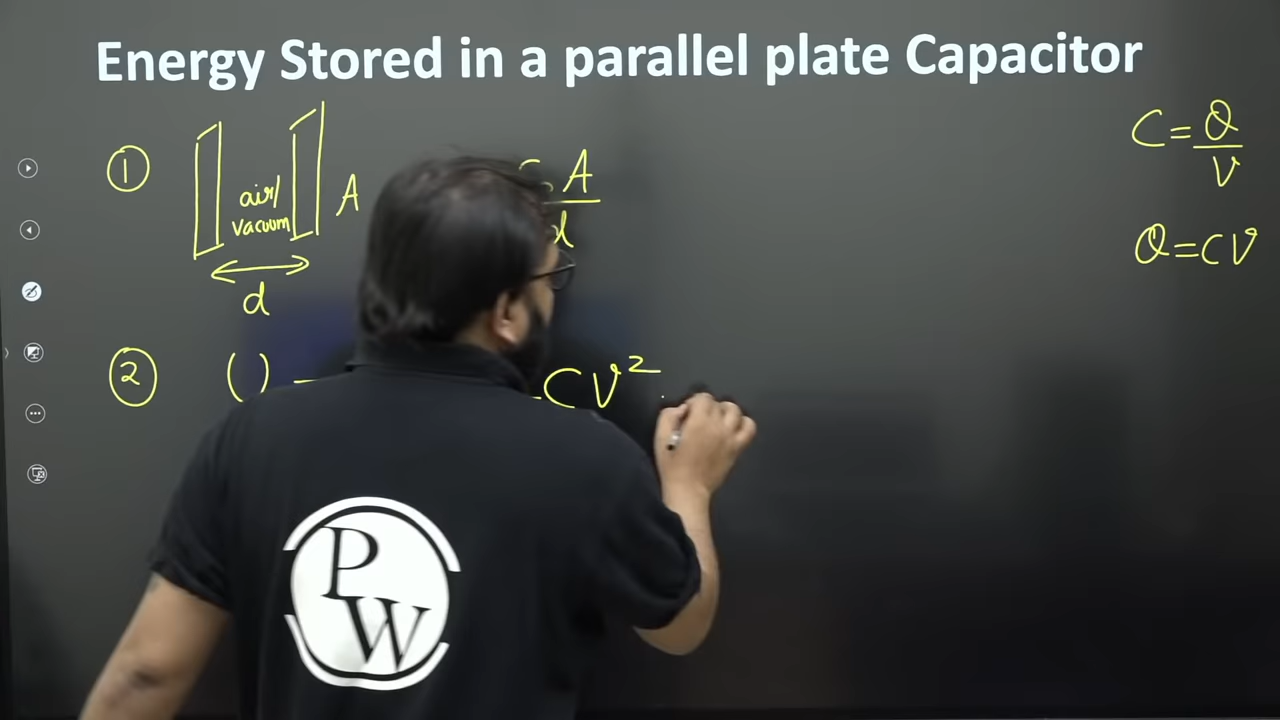 Energy Stored in a parallel plate Capacitor
① air/ vacuum A A/d
d
C = Q/V
Q = CV
② U CV²
PW